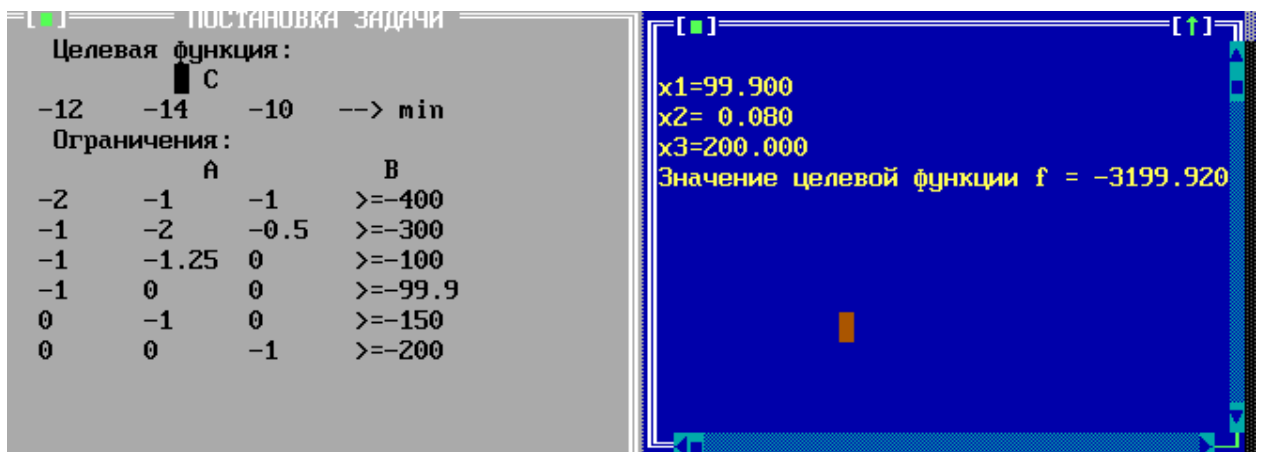 ПОСТАНОВКА ЗАДАЧИ
Целевая функция:
C
-12 -14 -10 --> min
Ограничения:
A B
-2 -1 -1 >=-400
-1 -2 -0.5 >=-300
-1 -1.25 0 >=-100
-1 0 0 >=-99.9
0 -1 0 >=-150
0 0 -1 >=-200
[↑]
x1=99.900
x2= 0.080
x3=200.000
Значение целевой функции f = -3199.920